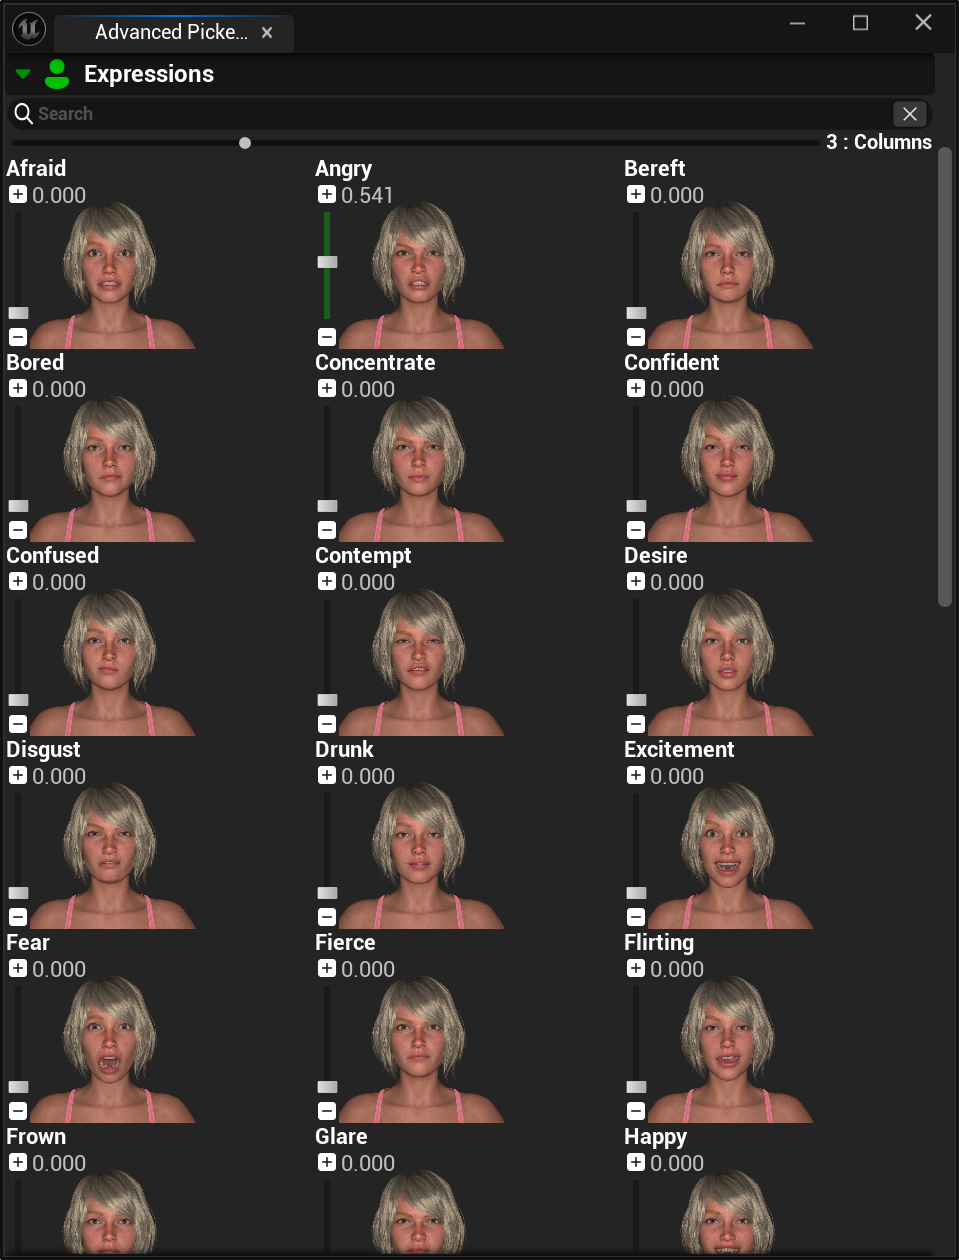 Advanced Picke...
Expressions
Search
3 : Columns
Afraid Angry Bereft
0.000 0.541 0.000
Bored Concentrate Confident
0.000 0.000 0.000
Confused Contempt Desire
0.000 0.000 0.000
Disgust Drunk Excitement
0.000 0.000 0.000
Fear Fierce Flirting
0.000 0.000 0.000
Frown Glare Happy
0.000 0.000 0.000